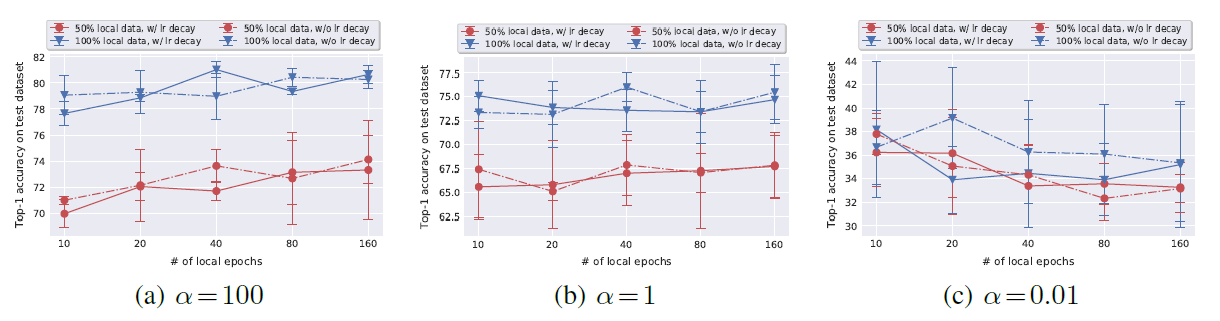 50% local data, w/ lr decay
100% local data, w/ lr decay
50% local data, w/o lr decay
100% local data, w/o lr decay
Top-1 accuracy on test dataset
82
80
78
76
74
72
70
10 20 40 80 160
# of local epochs
(a) α=100
50% local data, w/ lr decay
100% local data, w/ lr decay
50% local data, w/o lr decay
100% local data, w/o lr decay
Top-1 accuracy on test dataset
77.5
75.0
72.5
70.0
67.5
65.0
62.5
10 20 40 80 160
# of local epochs
(b) α=1
50% local data, w/ lr decay
100% local data, w/ lr decay
50% local data, w/o lr decay
100% local data, w/o lr decay
Top-1 accuracy on test dataset
44
42
40
38
36
34
32
30
10 20 40 80 160
# of local epochs
(c) α=0.01